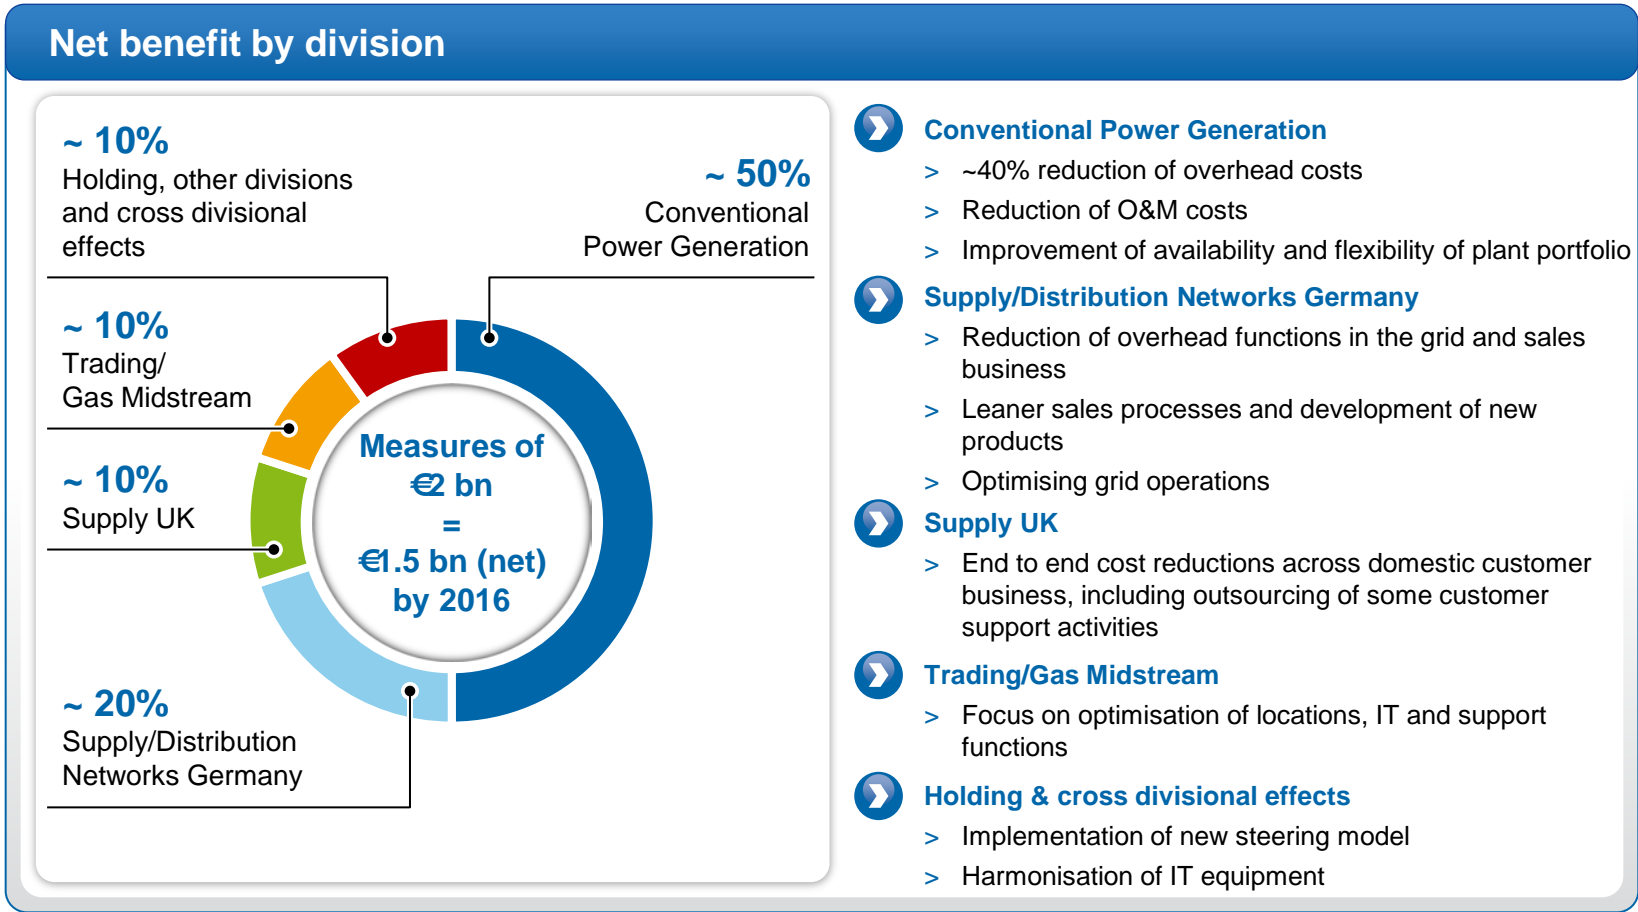 Net benefit by division
~ 10%
Holding, other divisions
and cross divisional
effects
~ 50%
Conventional
Power Generation
~ 10%
Trading/
Gas Midstream
~ 10%
Supply UK
~ 20%
Supply/Distribution
Networks Germany
Measures of
€2 bn
=
€1.5 bn (net)
by 2016
Conventional Power Generation
> ~40% reduction of overhead costs
> Reduction of O&M costs
> Improvement of availability and flexibility of plant portfolio
Supply/Distribution Networks Germany
> Reduction of overhead functions in the grid and sales
business
> Leaner sales processes and development of new
products
> Optimising grid operations
Supply UK
> End to end cost reductions across domestic customer
business, including outsourcing of some customer
support activities
Trading/Gas Midstream
> Focus on optimisation of locations, IT and support
functions
Holding & cross divisional effects
> Implementation of new steering model
> Harmonisation of IT equipment